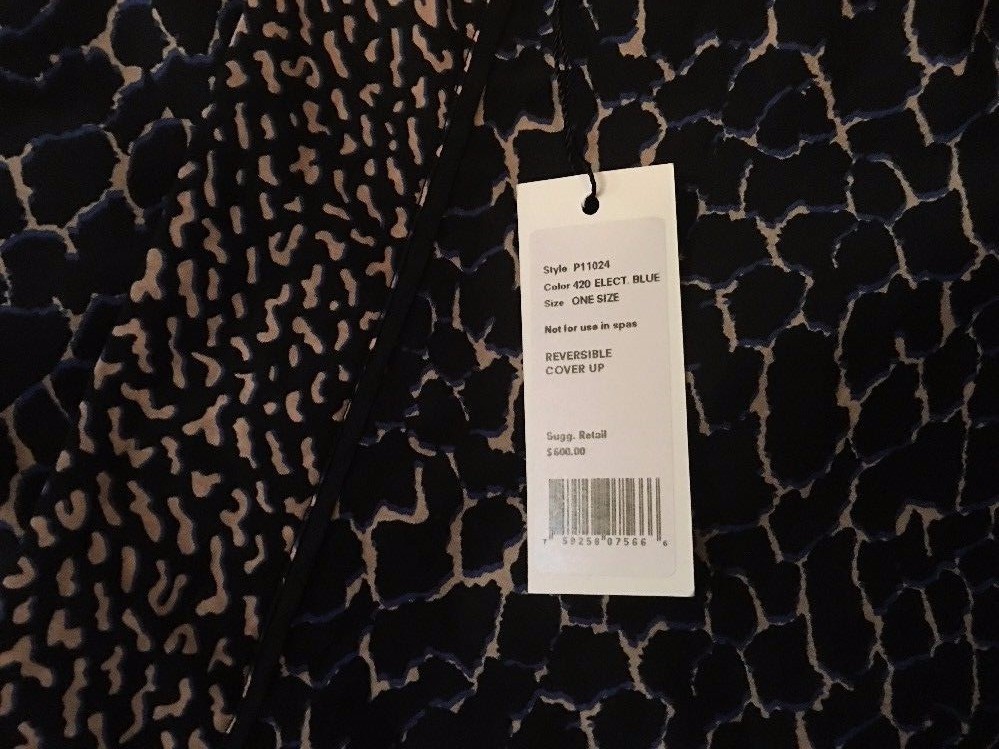 Style P11024
Color 420 ELECT. BLUE
Size ONE SIZE
Not for use in spas
REVERSIBLE
COVER UP
Sugg. Retail
$600.00
7 59258 07566 6